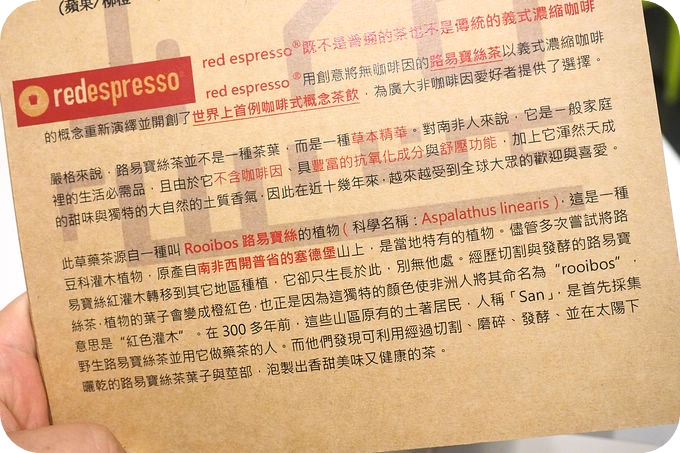 (蘋果/柳橙
red espresso®既不是普通的茶也不是傳統的義式濃縮咖啡
redespresso®
red espresso®用創意將無咖啡因的路易寶絲茶以義式濃縮咖啡
的概念重新演繹並開創了世界上首例咖啡式概念茶飲，為廣大非咖啡因愛好者提供了選擇。
嚴格來說，路易寶絲茶並不是一種茶葉，而是一種草本精華。對南非人來說，它是一般家庭
裡的生活必需品，且由於它不含咖啡因、具豐富的抗氧化成分與舒壓功能，加上它渾然天成
的甜味與獨特的大自然的土質香氣，因此在近十幾年來，越來越受到全球大眾的歡迎與喜愛。
此草藥茶源自一種叫 Rooibos 路易寶絲的植物（科學名稱：Aspalathus linearis），這是一種
豆科灌木植物，原產自南非西開普省的塞德堡山上，是當地特有的植物。儘管多次嘗試將路
易寶絲紅灌木轉移到其它地區種植，它卻只生長於此，別無他處。經歷切割與發酵的路易寶
絲茶，植物的葉子會變成橙紅色，也正是因為這獨特的顏色使非洲人將其命名為“rooibos”，
意思是“紅色灌木”。在 300 多年前，這些山區原有的土著居民，人稱「San」，是首先採集
野生路易寶絲茶並用它做藥茶的人。而他們發現可利用經過切割、磨碎、發酵、並在太陽下
曬乾的路易寶絲茶葉子與莖部，泡製出香甜美味又健康的茶。